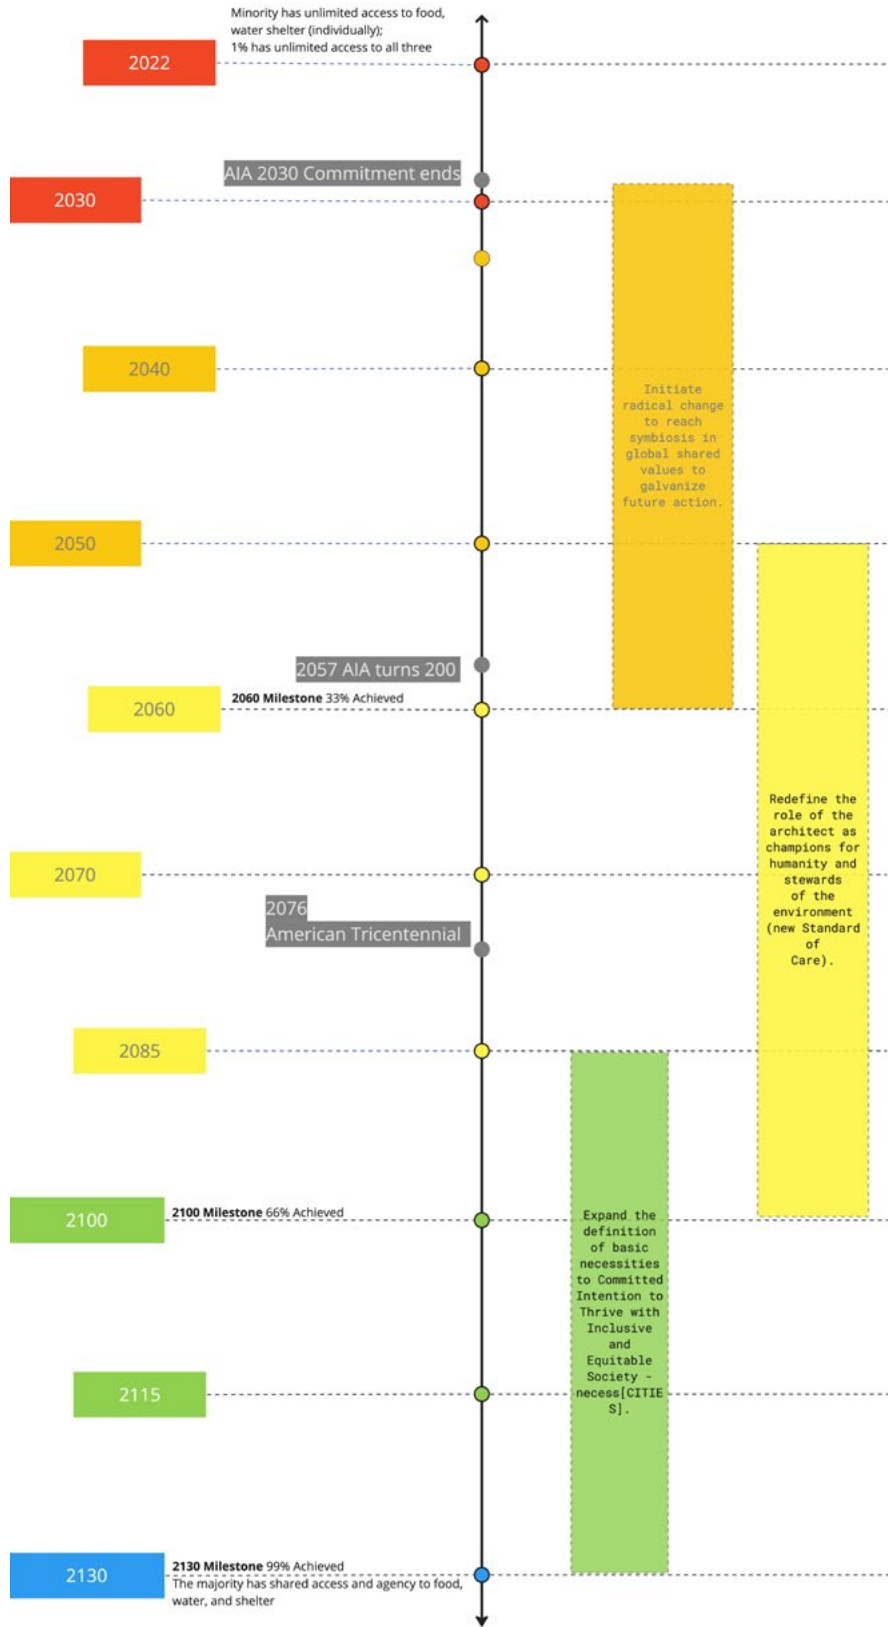 Minority has unlimited access to food,
water shelter (individually);
1% has unlimited access to all three
2022
AIA 2030 Commitment ends
2030
2040
Initiate
radical change
to reach
symbiosis in
global shared
values to
galvanize
future action.
2050
2057 AIA turns 200
2060 Milestone 33% Achieved
2060
Redefine the
role of the
architect as
champions for
humanity and
stewards
of the
environment
(new Standard
of
Care).
2070
2076
American Tricentennial
2085
2100 Milestone 66% Achieved
2100
Expand the
definition
of basic
necessities
to Committed
Intention to
Thrive with
Inclusive
and
Equitable
Society -
necess[CITIE
S].
2115
2130 Milestone 99% Achieved
2130
The majority has shared access and agency to food,
water, and shelter